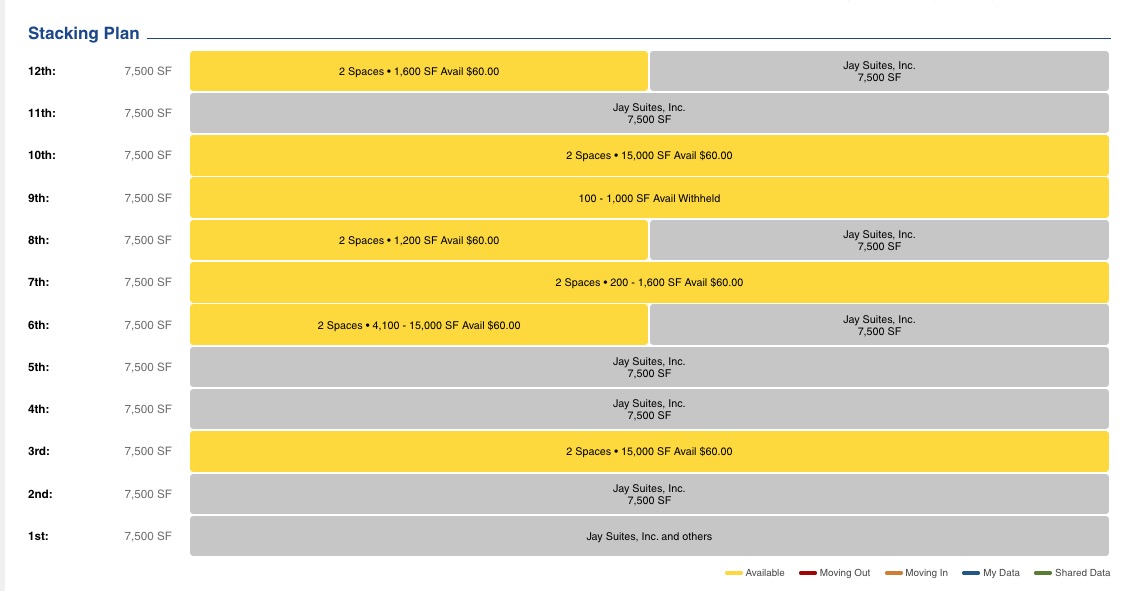 Stacking Plan
12th: 7,500 SF 2 Spaces • 1,600 SF Avail $60.00 Jay Suites, Inc.
7,500 SF
11th: 7,500 SF Jay Suites, Inc.
7,500 SF
10th: 7,500 SF 2 Spaces • 15,000 SF Avail $60.00
9th: 7,500 SF 100 - 1,000 SF Avail Withheld
8th: 7,500 SF 2 Spaces • 1,200 SF Avail $60.00 Jay Suites, Inc.
7,500 SF
7th: 7,500 SF 2 Spaces • 200 - 1,600 SF Avail $60.00
6th: 7,500 SF 2 Spaces • 4,100 - 15,000 SF Avail $60.00 Jay Suites, Inc.
7,500 SF
5th: 7,500 SF Jay Suites, Inc.
7,500 SF
4th: 7,500 SF Jay Suites, Inc.
7,500 SF
3rd: 7,500 SF 2 Spaces • 15,000 SF Avail $60.00
2nd: 7,500 SF Jay Suites, Inc.
7,500 SF
1st: 7,500 SF Jay Suites, Inc. and others
Available Moving Out Moving In My Data Shared Data